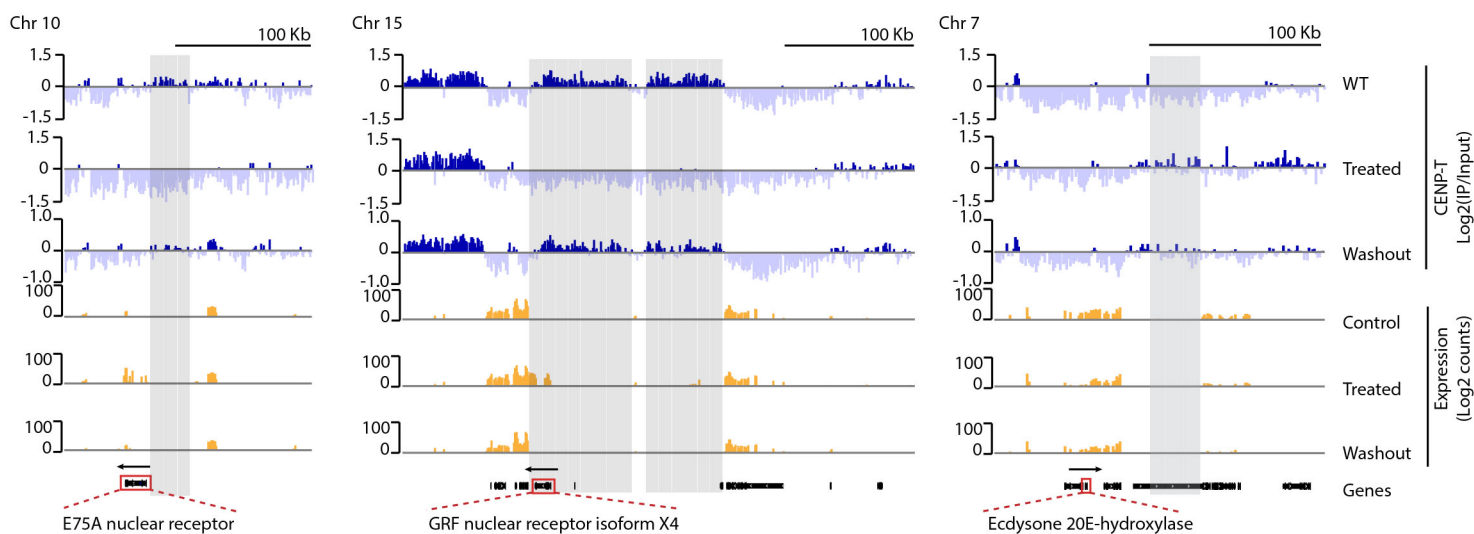 Chr 10
Chr 15
Chr 7
100 Kb
100 Kb
100 Kb
1.5
0
-1.5
1.5
0
-1.5
1.5
0
-1.5
WT
1.5
0
-1.5
1.5
0
-1.5
1.5
0
-1.5
Treated
1.0
0
-1.0
1.0
0
-1.0
1.0
0
-1.0
Washout
CENP-T
Log2(IP/Input)
100
0
100
0
100
0
Control
100
0
100
0
100
0
Treated
100
0
100
0
100
0
Washout
Expression
(Log2 counts)
Genes
E75A nuclear receptor
GRF nuclear receptor isoform X4
Ecdysone 20E-hydroxylase